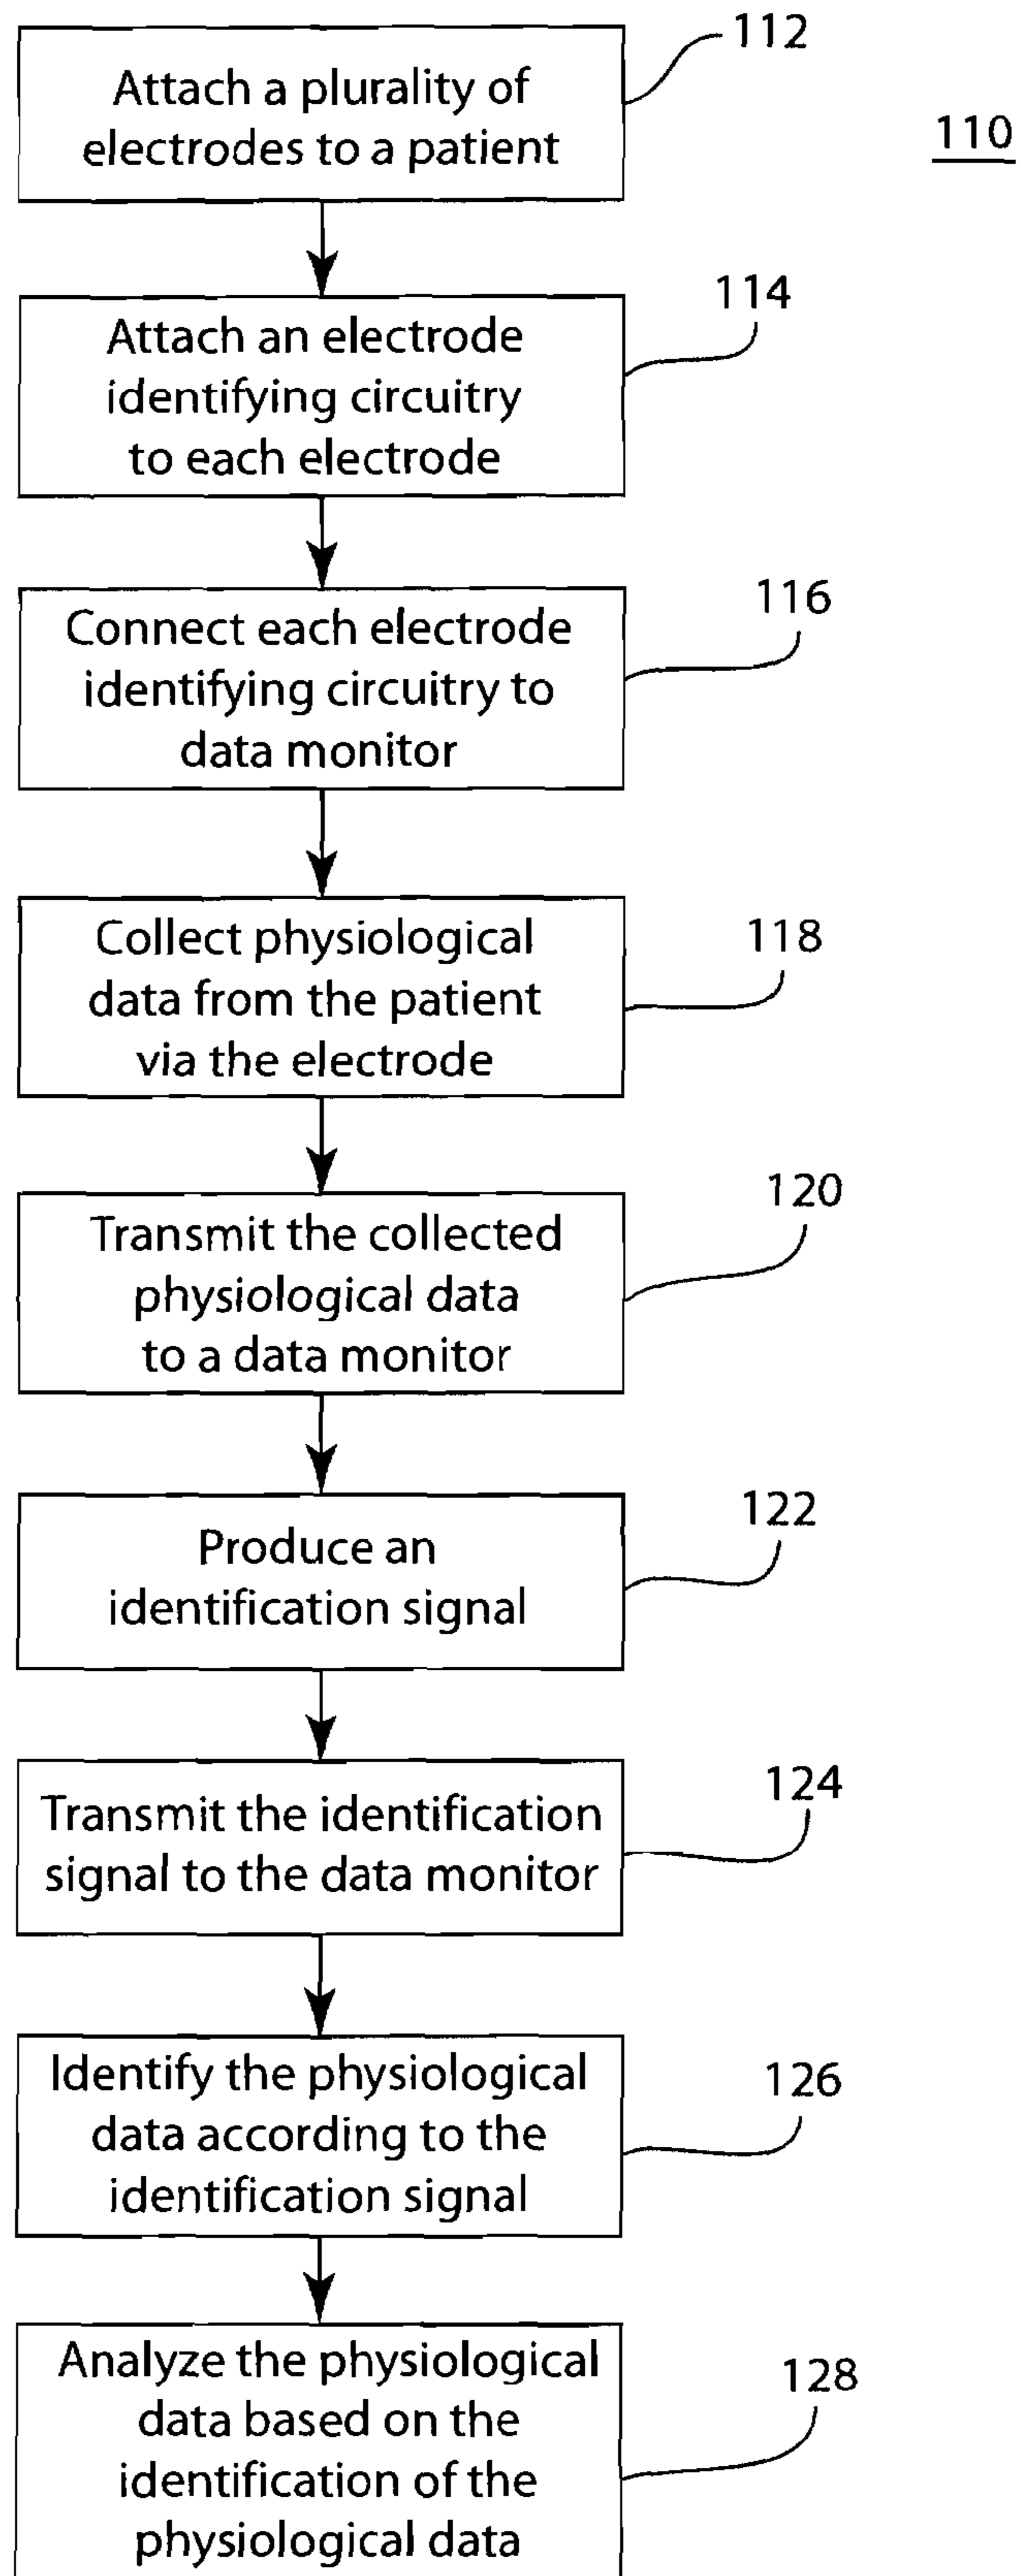 Attach a plurality of
electrodes to a patient
112
110
Attach an electrode
identifying circuitry
to each electrode
114
Connect each electrode
identifying circuitry to
data monitor
116
Collect physiological
data from the patient
via the electrode
118
Transmit the collected
physiological data
to a data monitor
120
Produce an
identification signal
122
Transmit the identification
signal to the data monitor
124
Identify the physiological
data according to the
identification signal
126
Analyze the physiological
data based on the
identification of the
physiological data
128